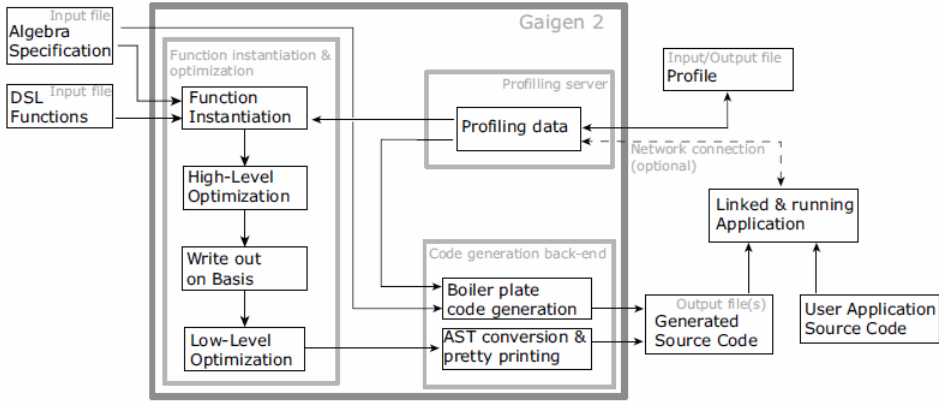 Input file
Algebra
Specification
Input file
DSL
Functions
Gaigen 2
Function instantiation &
optimization
Function
Instantiation
High-Level
Optimization
Write out
on Basis
Low-Level
Optimization
Profilling server
Profiling data
Input/Output file
Profile
Network connection
(optional)
Linked & running
Application
Code generation back-end
Boiler plate
code generation
AST conversion &
pretty printing
Output file(s)
Generated
Source Code
User Application
Source Code